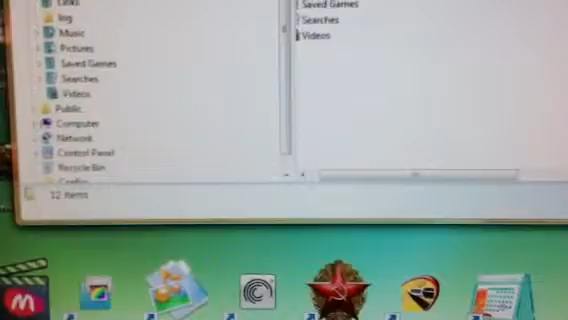 Links
log
Music
Pictures
Saved Games
Searches
Videos
Public
Computer
Network
Control Panel
Recycle Bin
Saved Games
Searches
Videos
12 items
M